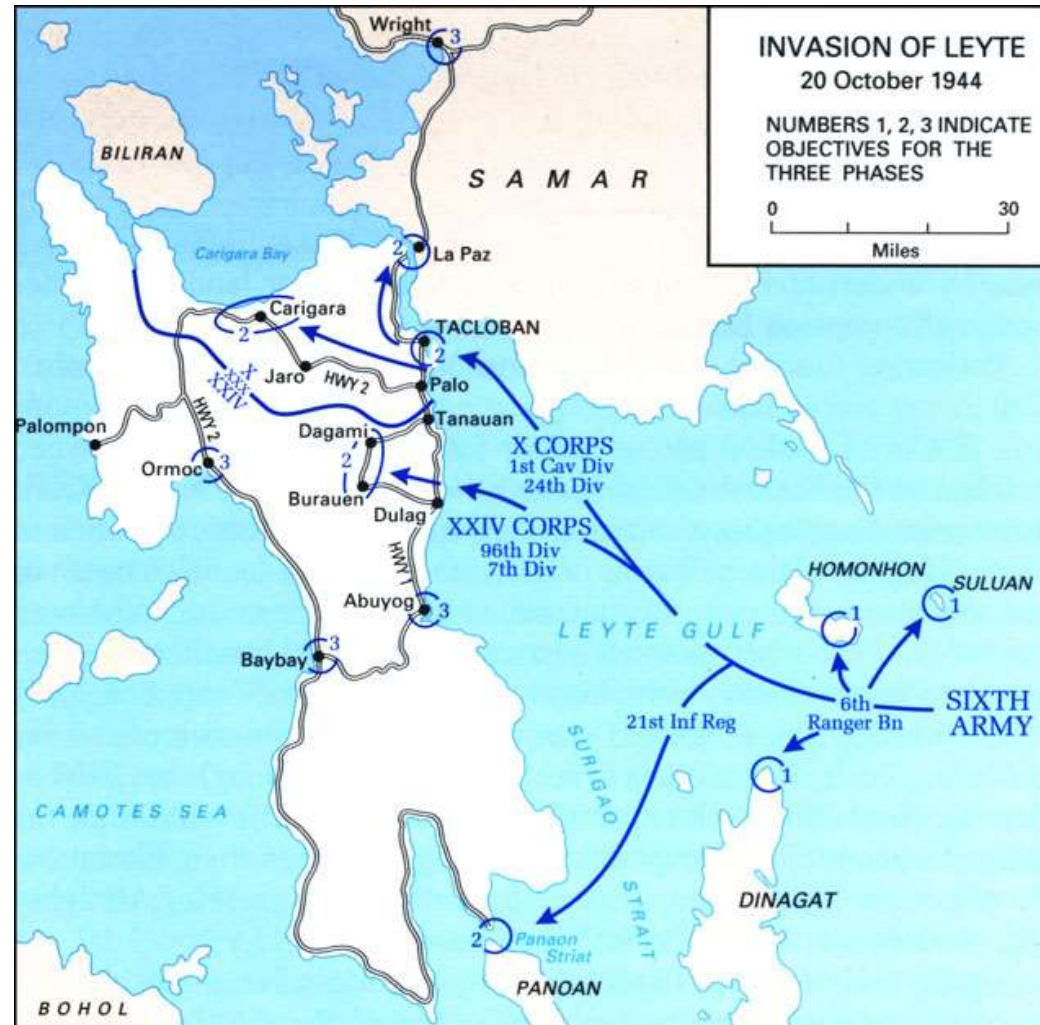 Wright
3
INVASION OF LEYTE
20 October 1944
NUMBERS 1, 2, 3 INDICATE
OBJECTIVES FOR THE
THREE PHASES
0 30
Miles
BILIRAN
SAMAR
Carigara Bay
2
La Paz
Carigara
2
TACLOBAN
2
Jaro
HWY 2
Palo
X
XXX
XXIV
Tanauan
HWY 2
Palompon
Dagami
2
Ormoc
3
Burauen
Dulag
X CORPS
1st Cav Div
24th Div
XXIV CORPS
96th Div
7th Div
HWY 1
Abuyog
3
HOMONHON
1
SULUAN
1
LEYTE GULF
Baybay
3
21st Inf Reg
6th
Ranger Bn
SIXTH
ARMY
1
SURIGAO
STRAIT
CAMOTES SEA
DINAGAT
2
Panaon
Striat
PANOAN
BOHOL